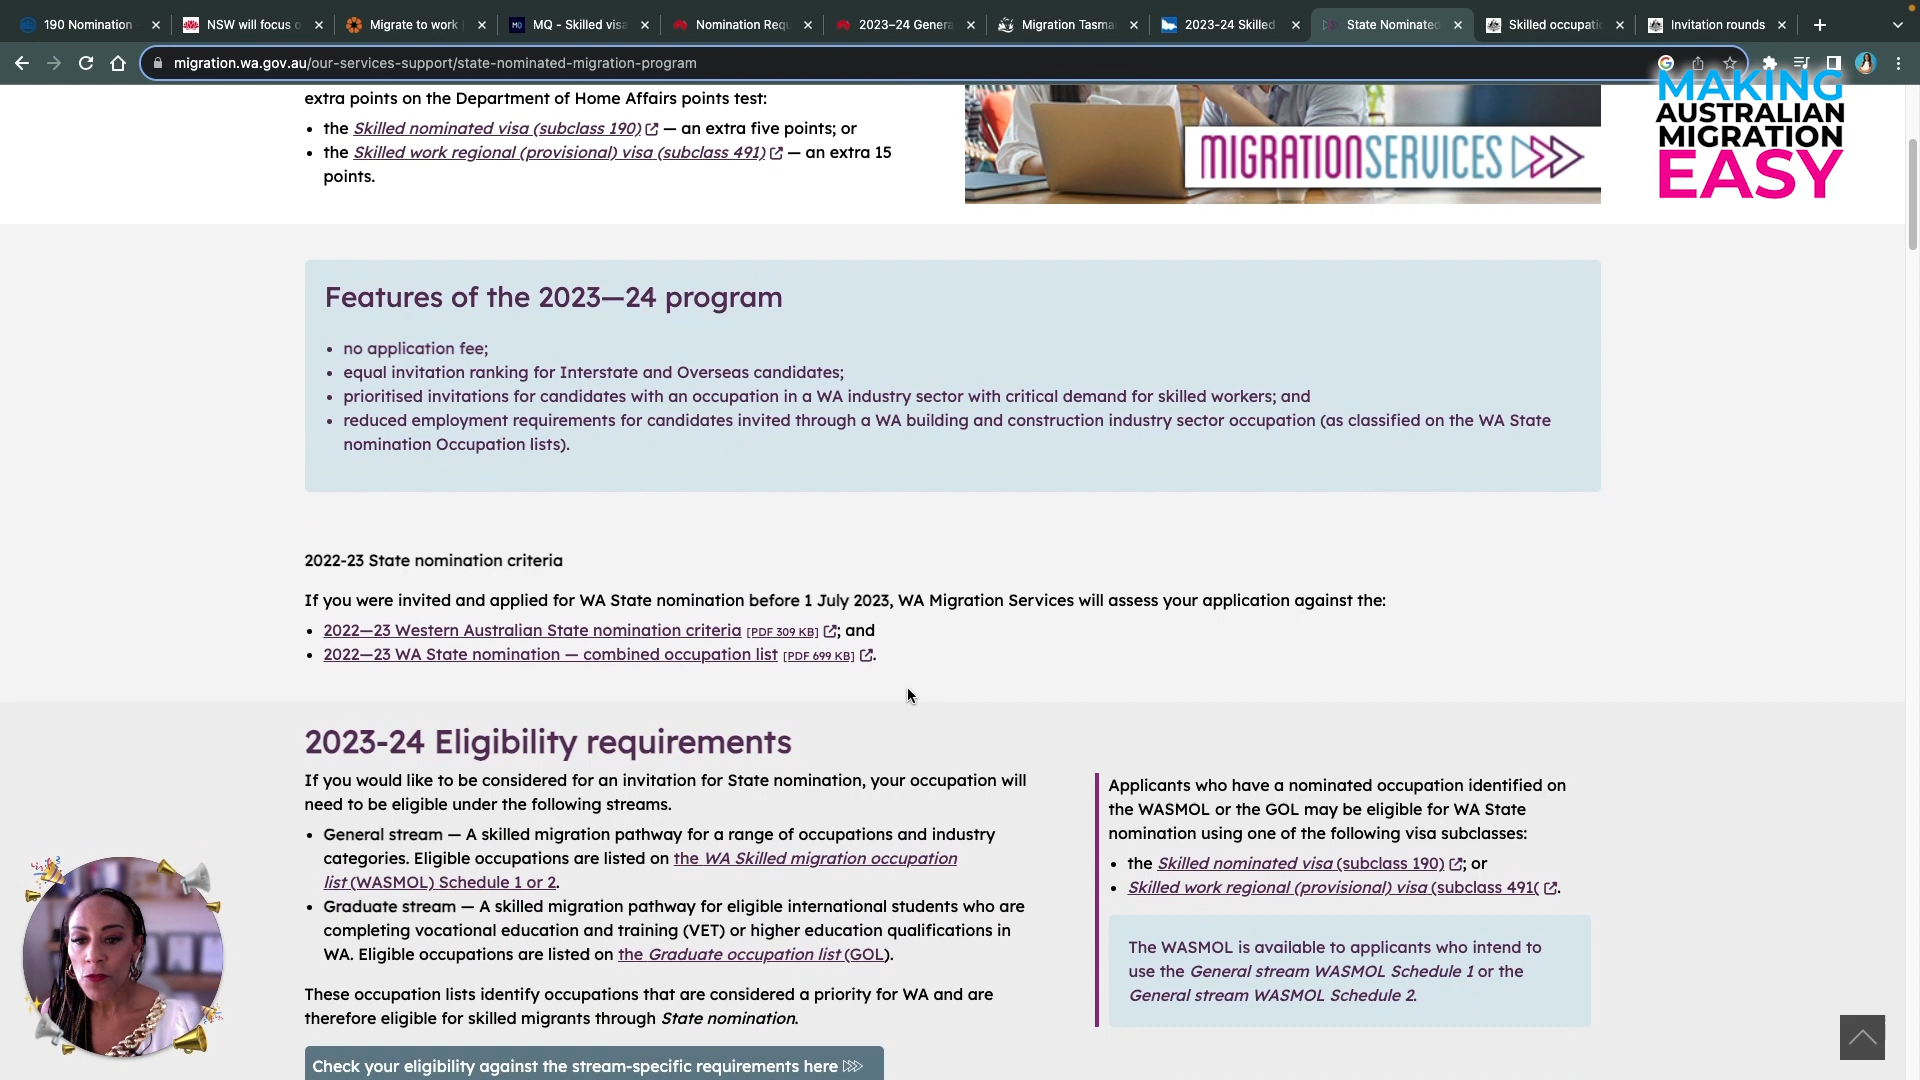 190 Nomination
NSW will focus o
Migrate to work
MQ - Skilled visa
Nomination Requ
2023–24 Genera
Migration Tasma
2023-24 Skilled
State Nominated
Skilled occupati
Invitation rounds
migration.wa.gov.au/our-services-support/state-nominated-migration-program
MAKING
AUSTRALIAN
MIGRATION
EASY
extra points on the Department of Home Affairs points test:
• the Skilled nominated visa (subclass 190) — an extra five points; or
• the Skilled work regional (provisional) visa (subclass 491) — an extra 15
points.
MIGRATIONSERVICES
Features of the 2023—24 program
• no application fee;
• equal invitation ranking for Interstate and Overseas candidates;
• prioritised invitations for candidates with an occupation in a WA industry sector with critical demand for skilled workers; and
• reduced employment requirements for candidates invited through a WA building and construction industry sector occupation (as classified on the WA State
nomination Occupation lists).
2022-23 State nomination criteria
If you were invited and applied for WA State nomination before 1 July 2023, WA Migration Services will assess your application against the:
• 2022—23 Western Australian State nomination criteria [PDF 309 KB] ; and
• 2022—23 WA State nomination — combined occupation list [PDF 699 KB] .
2023-24 Eligibility requirements
If you would like to be considered for an invitation for State nomination, your occupation will
need to be eligible under the following streams.
• General stream — A skilled migration pathway for a range of occupations and industry
categories. Eligible occupations are listed on the WA Skilled migration occupation
list (WASMOL) Schedule 1 or 2.
• Graduate stream — A skilled migration pathway for eligible international students who are
completing vocational education and training (VET) or higher education qualifications in
WA. Eligible occupations are listed on the Graduate occupation list (GOL).
These occupation lists identify occupations that are considered a priority for WA and are
therefore eligible for skilled migrants through State nomination.
Check your eligibility against the stream-specific requirements here
Applicants who have a nominated occupation identified on
the WASMOL or the GOL may be eligible for WA State
nomination using one of the following visa subclasses:
• the Skilled nominated visa (subclass 190) ; or
• Skilled work regional (provisional) visa (subclass 491( .
The WASMOL is available to applicants who intend to
use the General stream WASMOL Schedule 1 or the
General stream WASMOL Schedule 2.